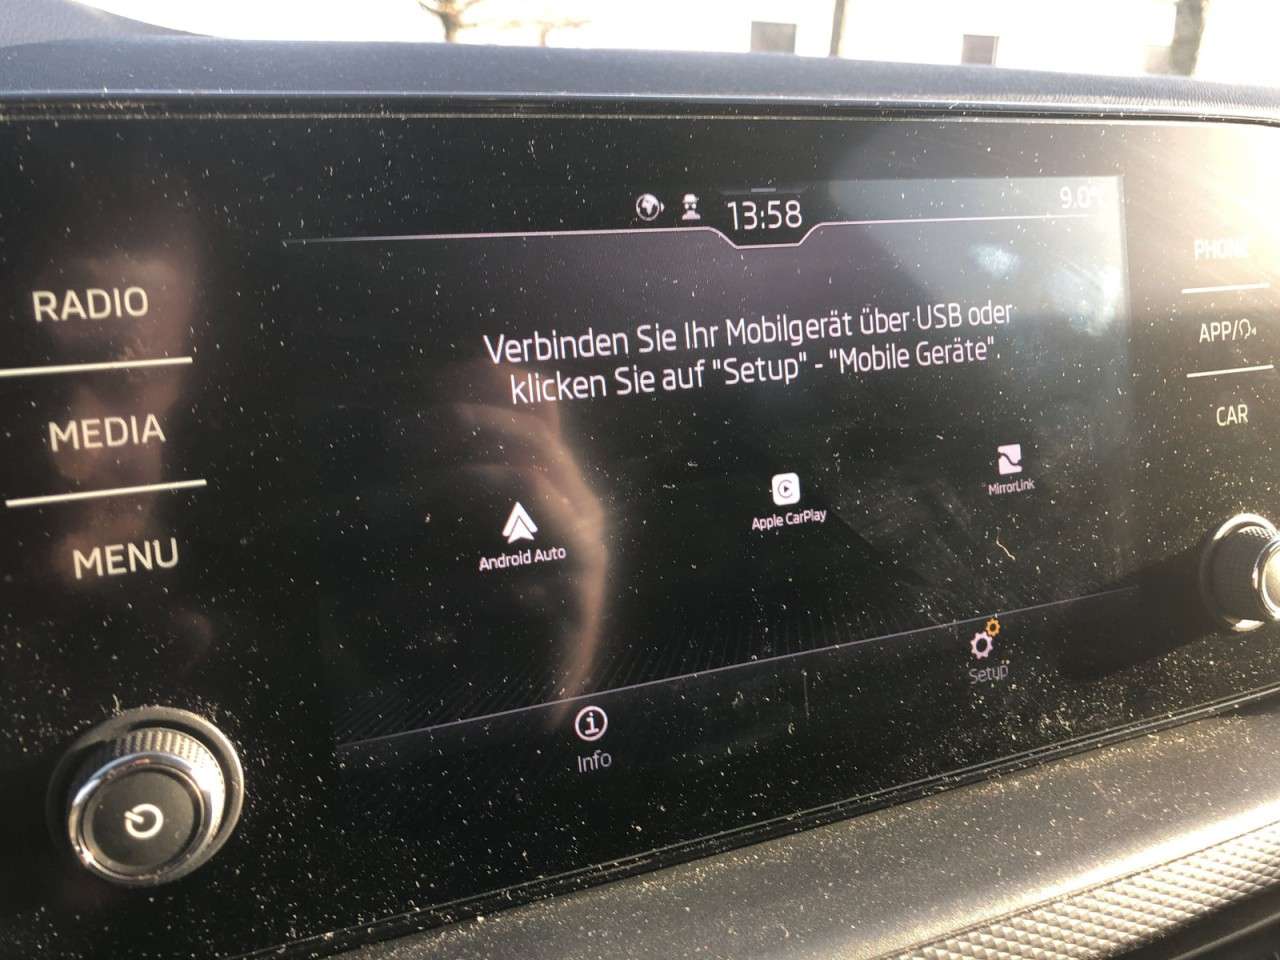 13:58
9.0°
RADIO
MEDIA
MENU
Verbinden Sie Ihr Mobilgerät über USB oder
klicken Sie auf "Setup" - "Mobile Geräte".
Android Auto
Apple CarPlay
MirrorLink
Info
Setup
PHONE
APP/
CAR